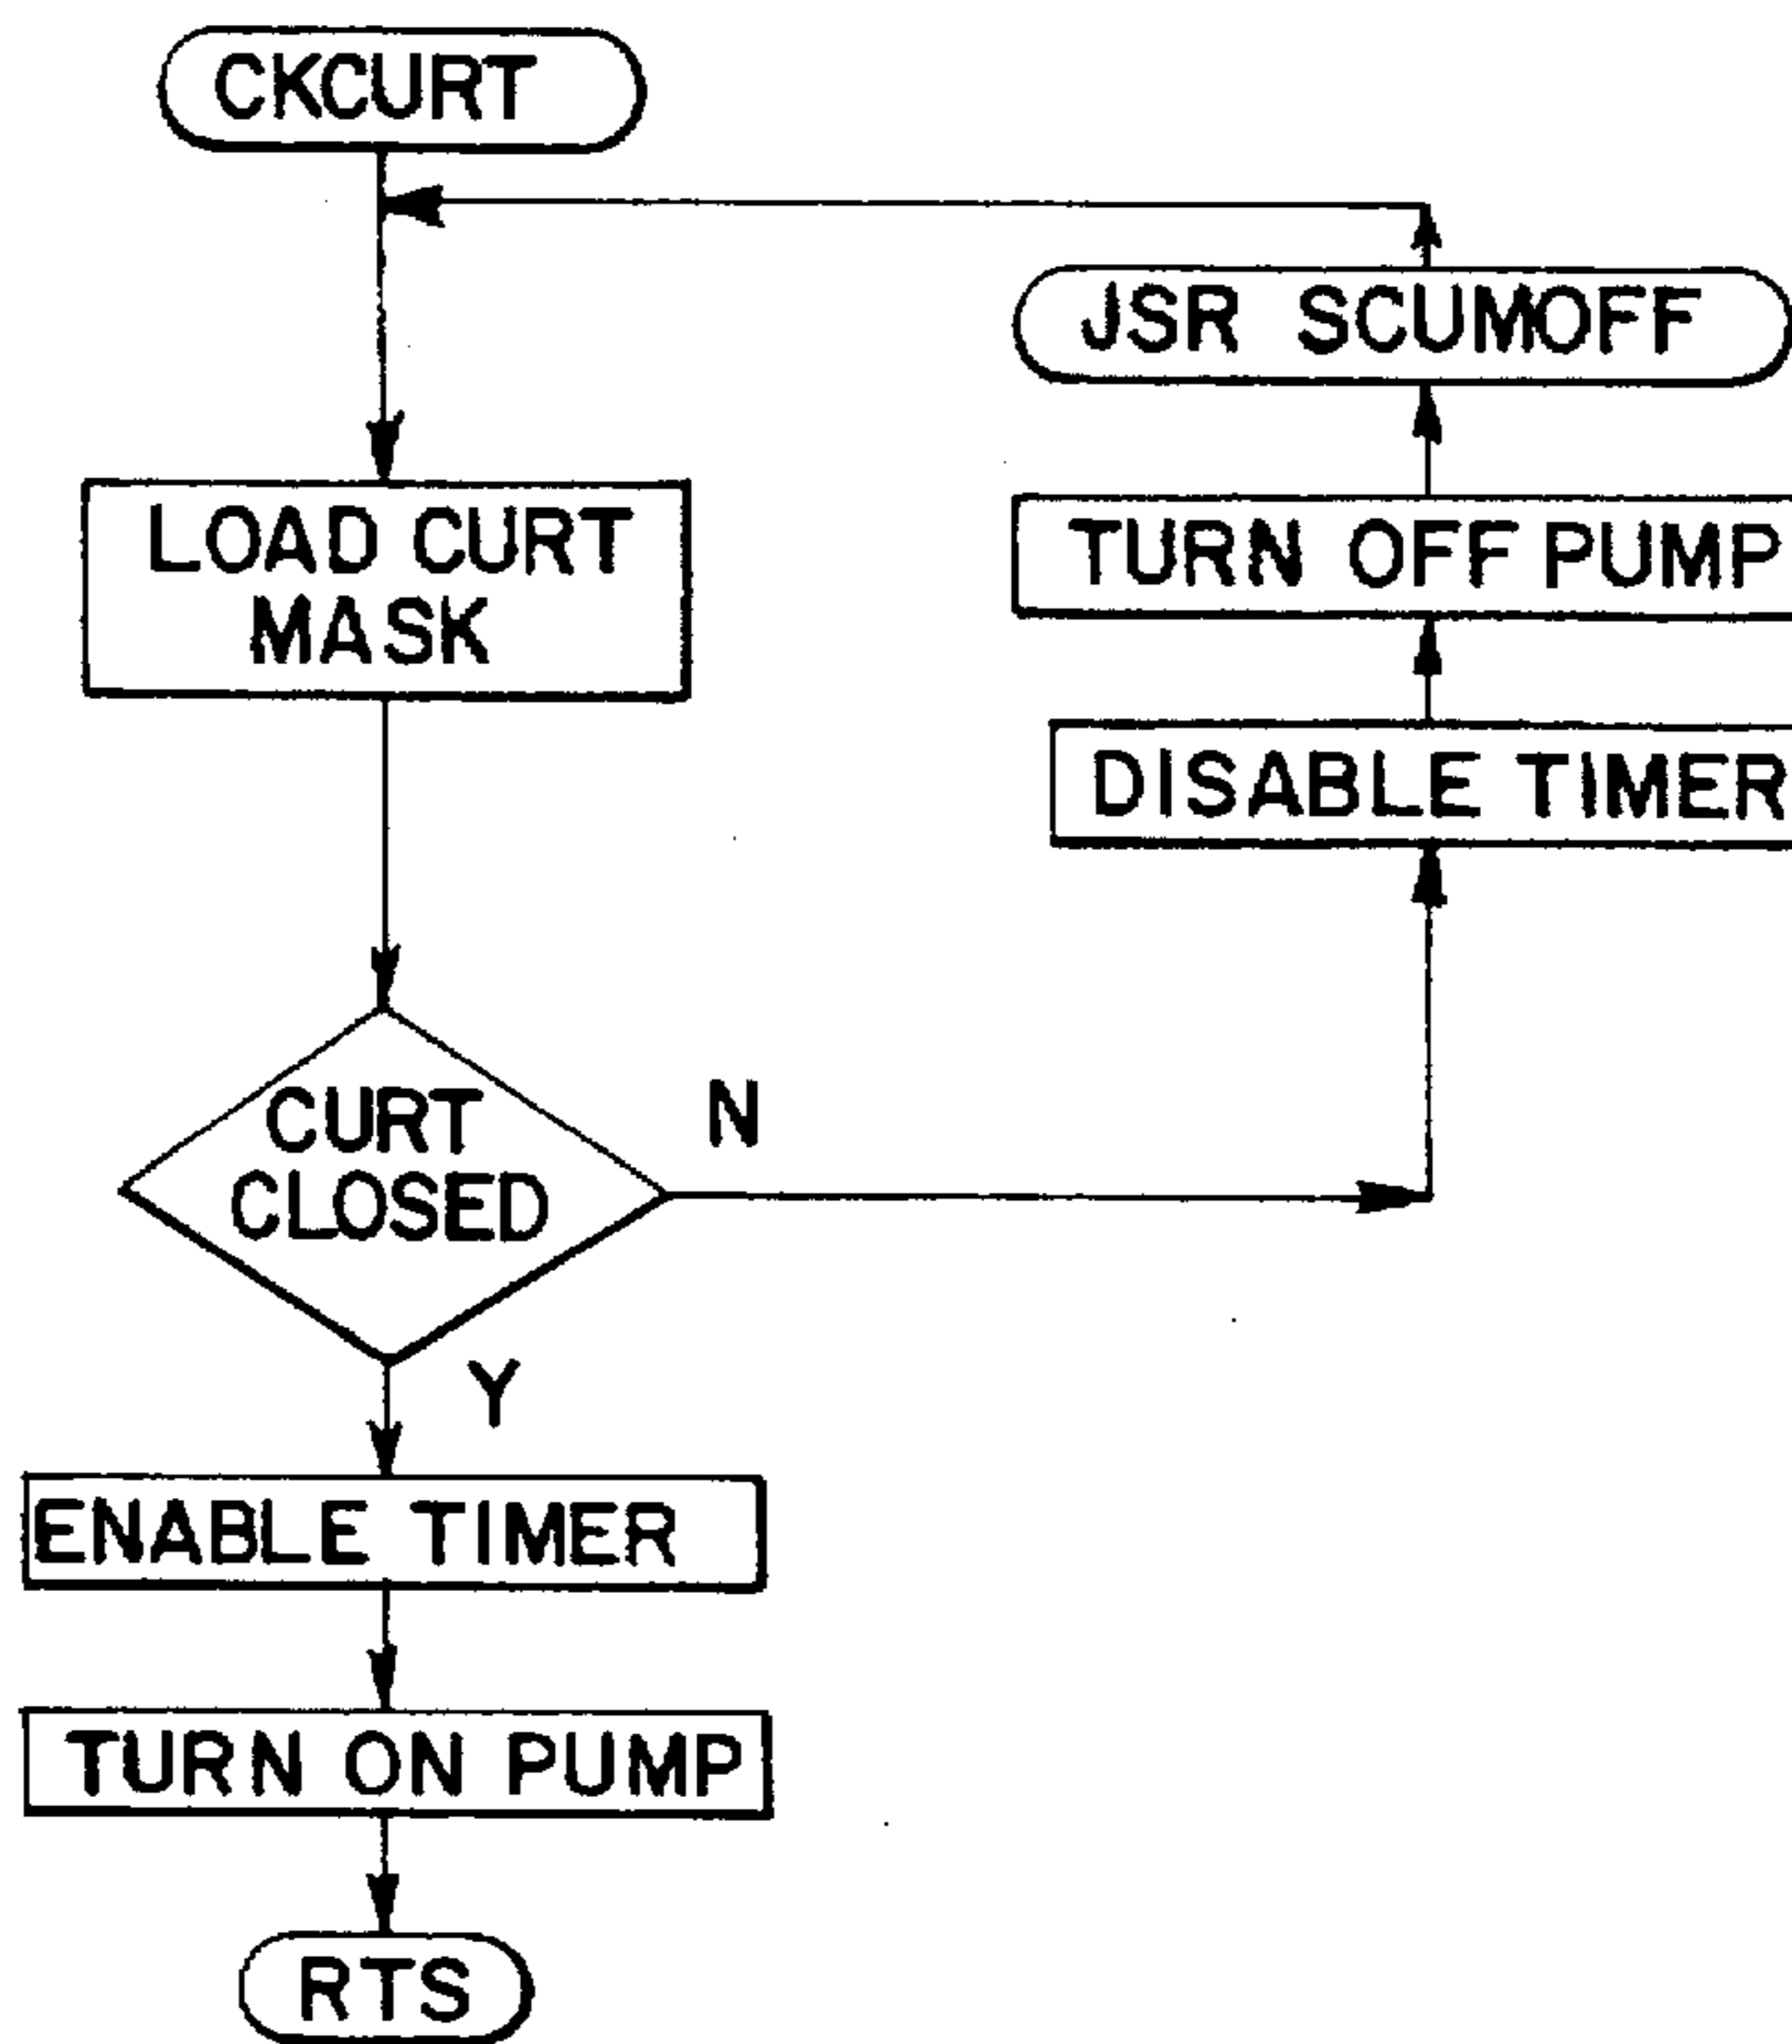 CKCURT
JSR SCUMOFF
LOAD CURT
MASK
TURN OFF PUMP
DISABLE TIMER
CURT
CLOSED
N
Y
ENABLE TIMER
TURN ON PUMP
RTS